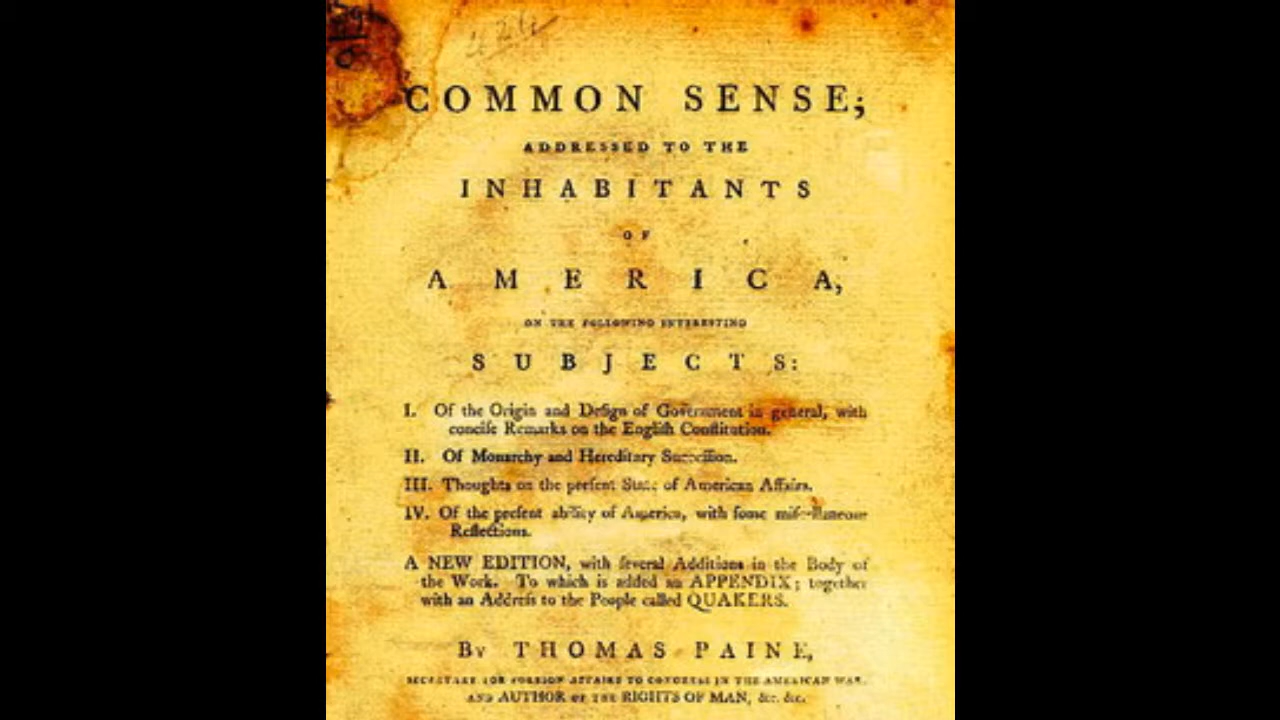 COMMON SENSE;
ADDRESSED TO THE
INHABITANTS
OF
AMERICA,
ON THE FOLLOWING INTERESTING
SUBJECTS:
I. Of the Origin and Deſign of Government in general, with
conciſe Remarks on the Engliſh Conſtitution.
II. Of Monarchy and Hereditary Succeſſion.
III. Thoughts on the preſent State of American Affairs.
IV. Of the preſent ability of America, with ſome miſcellaneous
Reflections.
A NEW EDITION, with ſeveral Additions in the Body of
the Work. To which is added an APPENDIX; together
with an Addreſs to the People called QUAKERS.
By THOMAS PAINE,
SECRETARY FOR FOREIGN AFFAIRS TO CONGRESS IN THE AMERICAN WAR,
AND AUTHOR OF THE RIGHTS OF MAN, &c. &c.